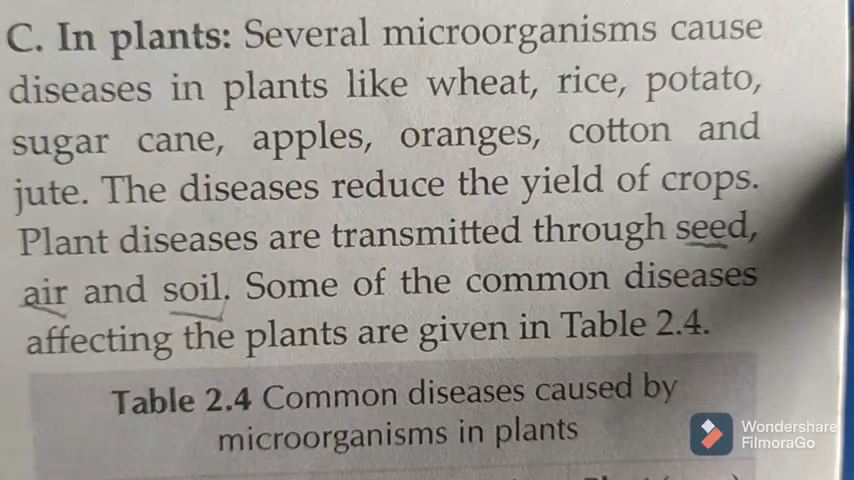 C. In plants: Several microorganisms cause
diseases in plants like wheat, rice, potato,
sugar cane, apples, oranges, cotton and
jute. The diseases reduce the yield of crops.
Plant diseases are transmitted through seed,
air and soil. Some of the common diseases
affecting the plants are given in Table 2.4.
Table 2.4 Common diseases caused by
microorganisms in plants
Wondershare
FilmoraGo